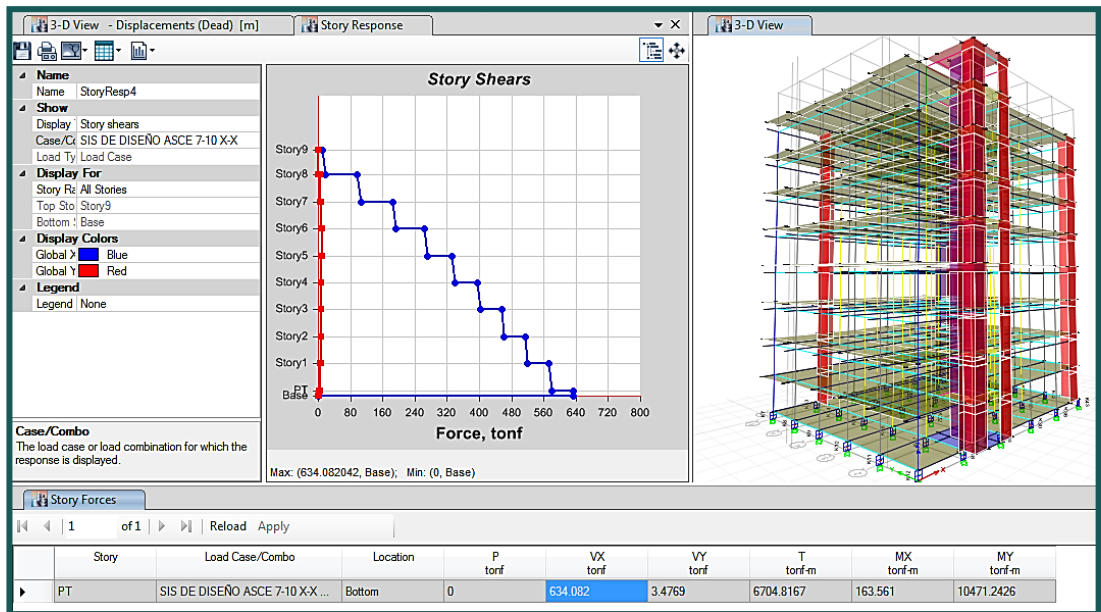 3-D View - Displacements (Dead) [m]
Story Response
3-D View
Name
Name StoryResp4
Show
Display Story shears
Case/Co SIS DE DISEÑO ASCE 7-10 X-X
Load Ty Load Case
Display For
Story Ra All Stories
Top Sto Story9
Bottom Base
Display Colors
Global X Blue
Global Y Red
Legend
Legend None
Case/Combo
The load case or load combination for which the
response is displayed.
Story Shears
Story9
Story8
Story7
Story6
Story5
Story4
Story3
Story2
Story1
PT
Base
0 80 160 240 320 400 480 560 640 720 800
Force, tonf
Max: (634.082042, Base); Min: (0, Base)
Story Forces
1 of 1 Reload Apply
Story Load Case/Combo Location P VX VY T MX MY
tonf tonf tonf tonf-m tonf-m tonf-m
PT SIS DE DISEÑO ASCE 7-10 X-X ... Bottom 0 634.082 3.4769 6704.8167 163.561 10471.2426